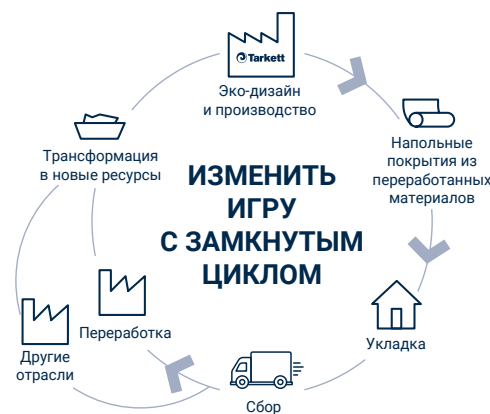 Tarkett
Эко-дизайн
и производство
Напольные
покрытия из
переработанных
материалов
Укладка
Сбор
Переработка
Другие
отрасли
Трансформация
в новые ресурсы
ИЗМЕНИТЬ
ИГРУ
С ЗАМКНУТЫМ
ЦИКЛОМ